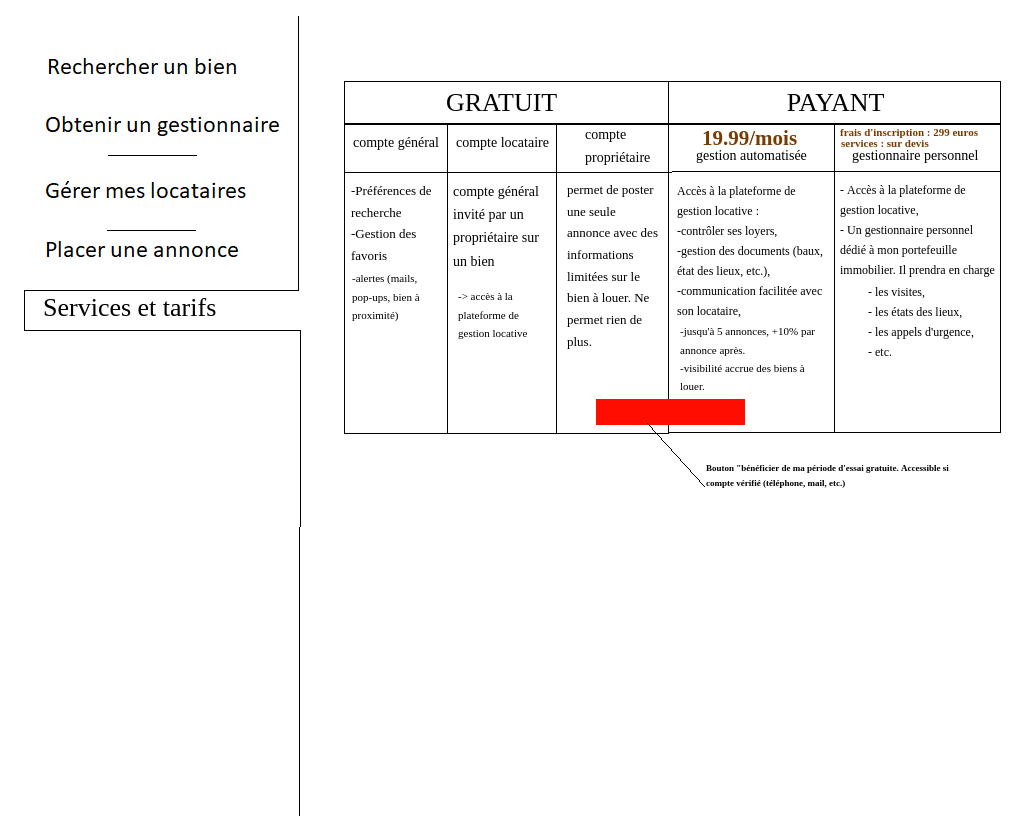 Rechercher un bien
Obtenir un gestionnaire
Gérer mes locataires
Placer une annonce
Services et tarifs
GRATUIT
PAYANT
compte général
compte locataire
compte
propriétaire
19.99/mois
gestion automatisée
frais d'inscription : 299 euros
services : sur devis
gestionnaire personnel
-Préférences de
recherche
-Gestion des
favoris
-alertes (mails,
pop-ups, bien à
proximité)
compte général
invité par un
propriétaire sur
un bien
-> accès à la
plateforme de
gestion locative
permet de poster
une seule
annonce avec des
informations
limitées sur le
bien à louer. Ne
permet rien de
plus.
Accès à la plateforme de
gestion locative :
-contrôler ses loyers,
-gestion des documents (baux,
état des lieux, etc.),
-communication facilitée avec
son locataire,
-jusqu'à 5 annonces, +10% par
annonce après.
-visibilité accrue des biens à
louer.
- Accès à la plateforme de
gestion locative,
- Un gestionnaire personnel
dédié à mon portefeuille
immobilier. Il prendra en charge
- les visites,
- les états des lieux,
- les appels d'urgence,
- etc.
Bouton "bénéficier de ma période d'essai gratuite. Accessible si
compte vérifié (téléphone, mail, etc.)